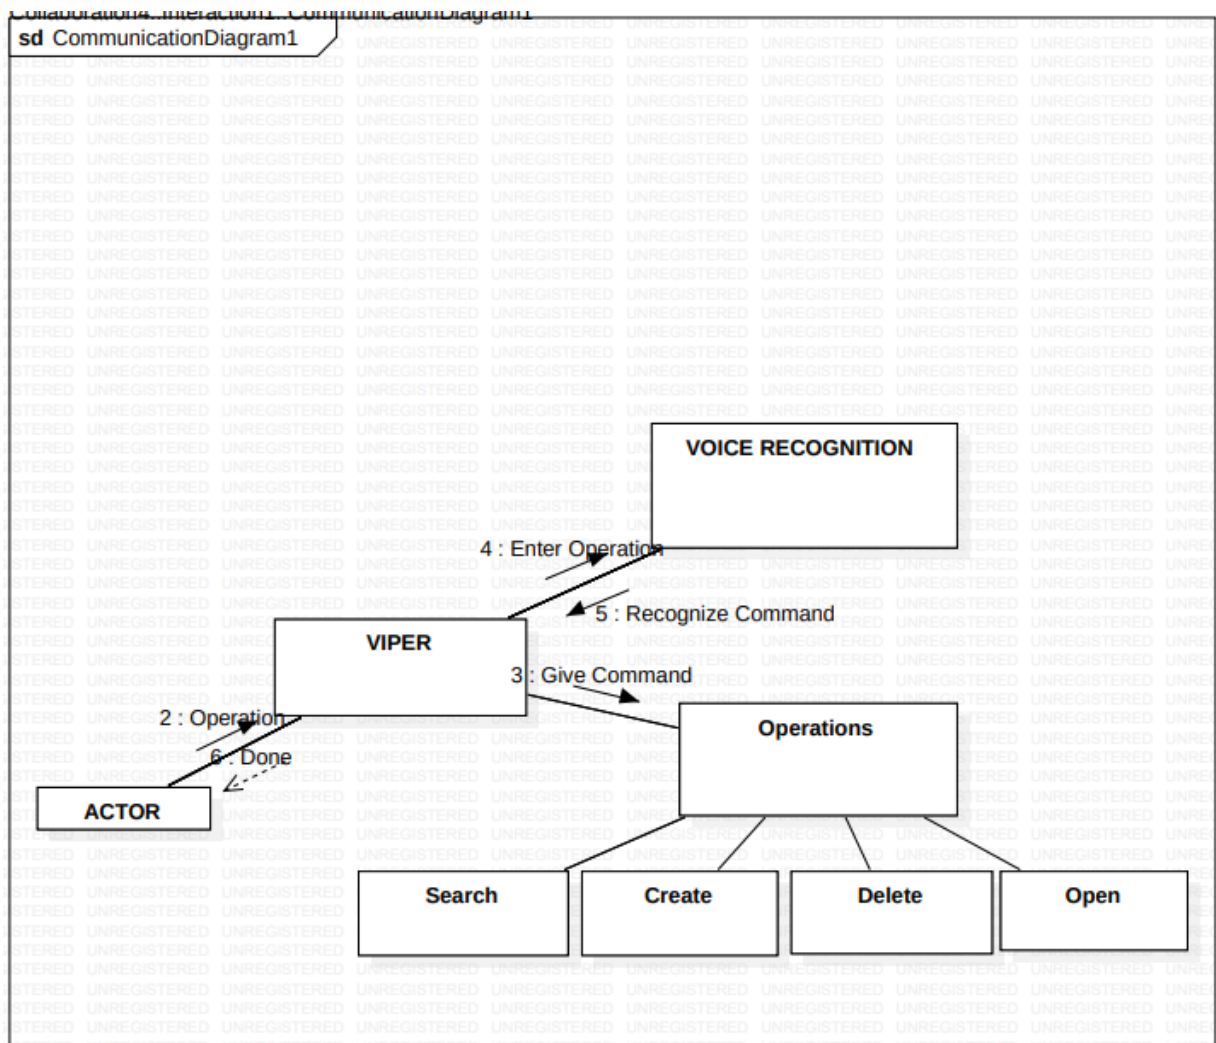 Collaboration4::Interaction1::CommunicationDiagram1
sd CommunicationDiagram1
VOICE RECOGNITION
4 : Enter Operation
5 : Recognize Command
VIPER
3 : Give Command
2 : Operation
Operations
6 : Done
ACTOR
Search
Create
Delete
Open
UNREGISTERED